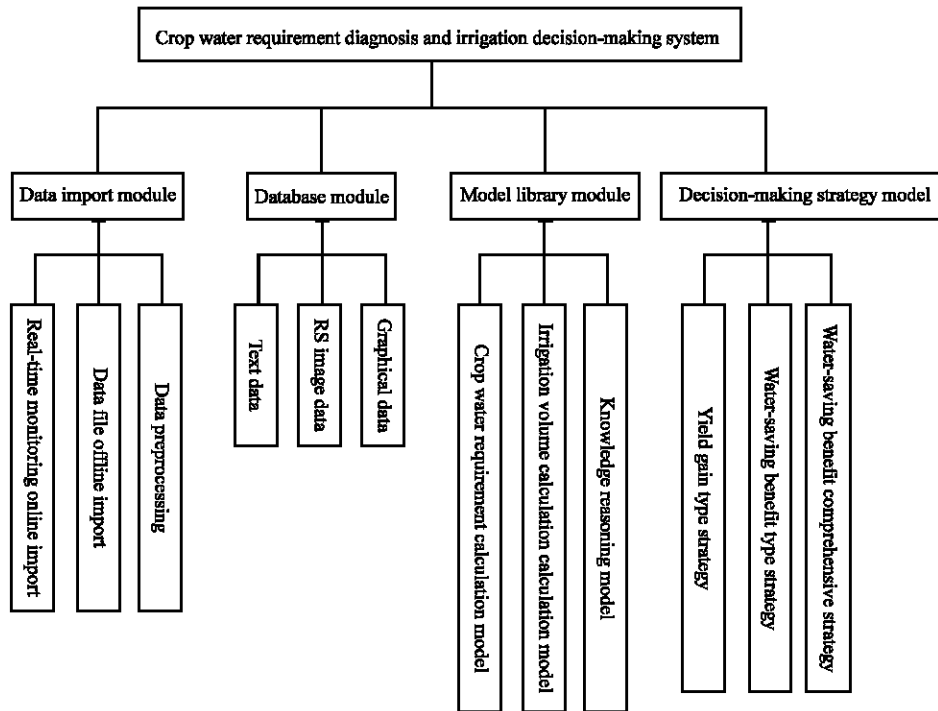 Crop water requirement diagnosis and irrigation decision-making system
Data import module
Database module
Model library module
Decision-making strategy model
Real-time monitoring online import
Data file offline import
Data preprocessing
Text data
RS image data
Graphical data
Crop water requirement calculation model
Irrigation volume calculation calculation model
Knowledge reasoning model
Yield gain type strategy
Water-saving benefit type strategy
Water-saving benefit comprehensive strategy